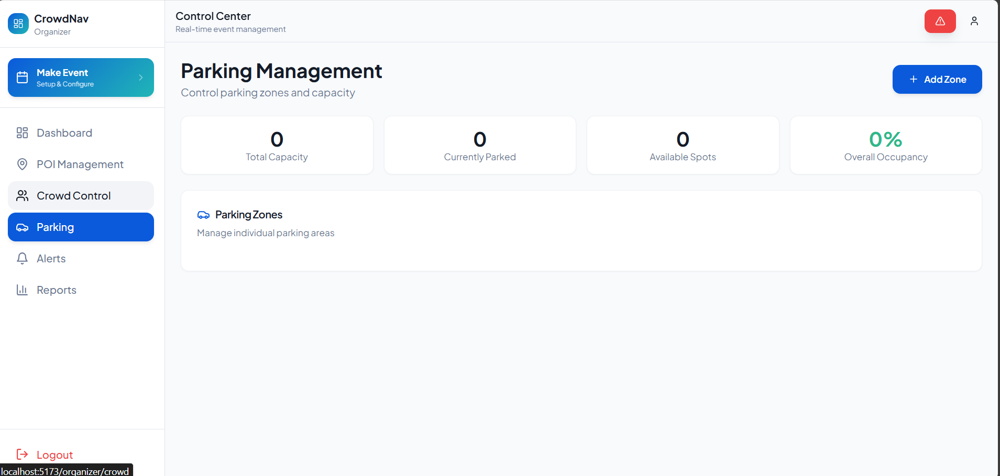 CrowdNav
Organizer
Make Event
Setup & Configure
Dashboard
POI Management
Crowd Control
Parking
Alerts
Reports
Logout
localhost:5173/organizer/crowd
Control Center
Real-time event management
Parking Management
Control parking zones and capacity
+ Add Zone
0
Total Capacity
0
Currently Parked
0
Available Spots
0%
Overall Occupancy
Parking Zones
Manage individual parking areas